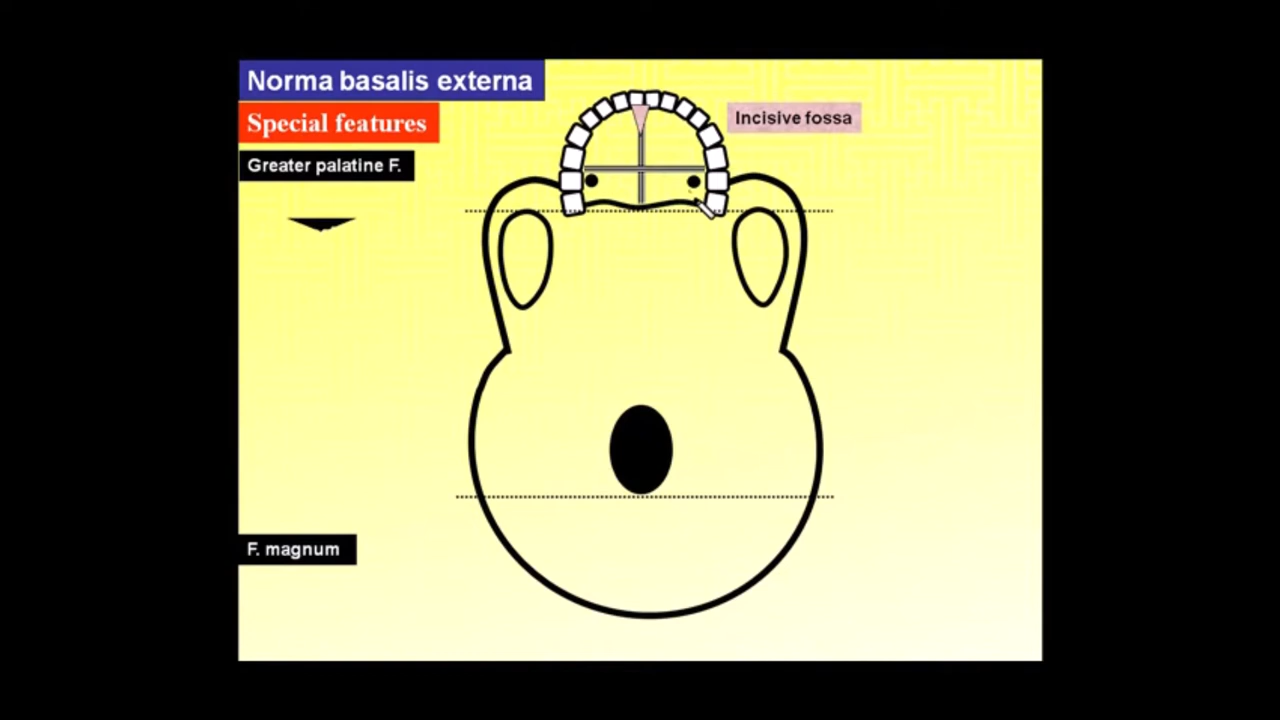 Norma basalis externa
Special features
Incisive fossa
Greater palatine F.
F. magnum